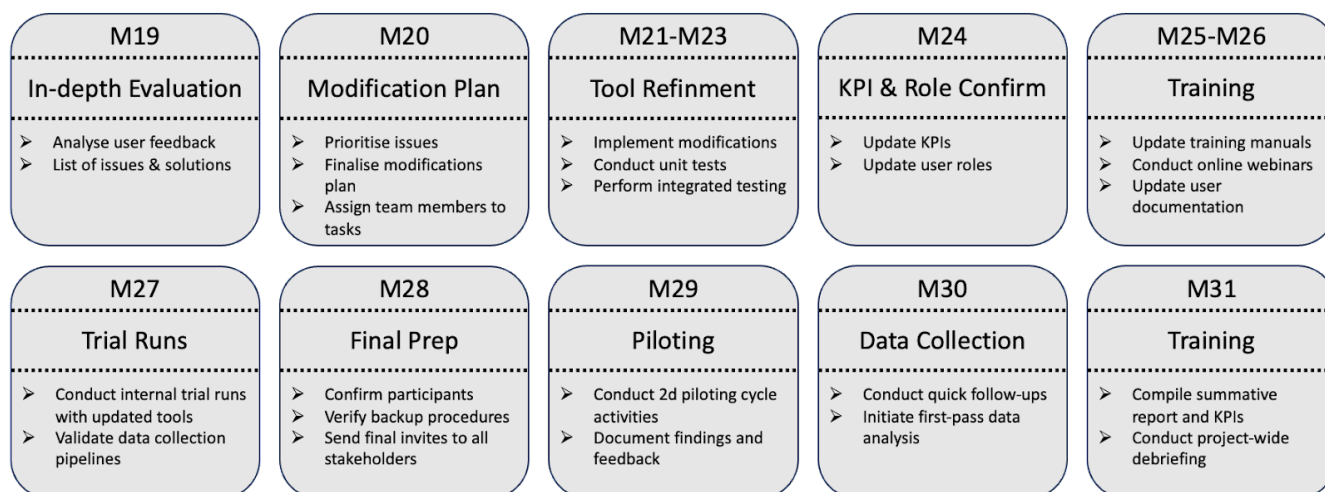 M19
In-depth Evaluation
➢ Analyse user feedback
➢ List of issues & solutions
M20
Modification Plan
➢ Prioritise issues
➢ Finalise modifications
plan
➢ Assign team members to
tasks
M21-M23
Tool Refinment
➢ Implement modifications
➢ Conduct unit tests
➢ Perform integrated testing
M24
KPI & Role Confirm
➢ Update KPIs
➢ Update user roles
M25-M26
Training
➢ Update training manuals
➢ Conduct online webinars
➢ Update user
documentation
M27
Trial Runs
➢ Conduct internal trial runs
with updated tools
➢ Validate data collection
pipelines
M28
Final Prep
➢ Confirm participants
➢ Verify backup procedures
➢ Send final invites to all
stakeholders
M29
Piloting
➢ Conduct 2d piloting cycle
activities
➢ Document findings and
feedback
M30
Data Collection
➢ Conduct quick follow-ups
➢ Initiate first-pass data
analysis
M31
Training
➢ Compile summative
report and KPIs
➢ Conduct project-wide
debriefing